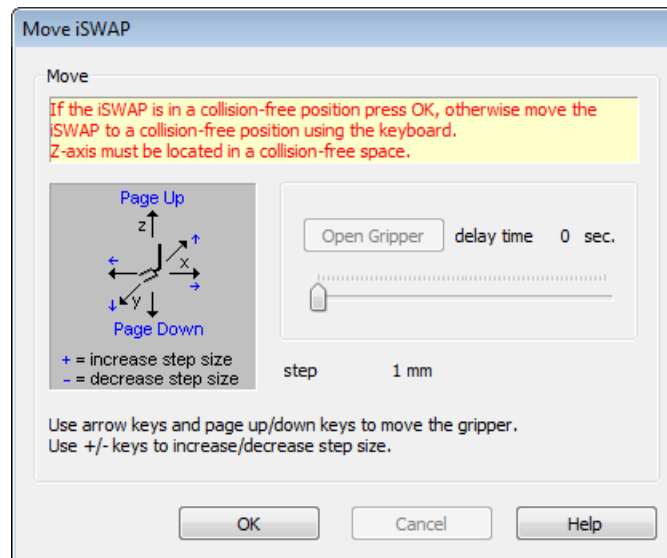 Move iSWAP
Move
If the iSWAP is in a collision-free position press OK, otherwise move the
iSWAP to a collision-free position using the keyboard.
Z-axis must be located in a collision-free space.
Page Up
z
x
y
Page Down
+ = increase step size
- = decrease step size
Open Gripper delay time 0 sec.
step 1 mm
Use arrow keys and page up/down keys to move the gripper.
Use +/- keys to increase/decrease step size.
OK Cancel Help